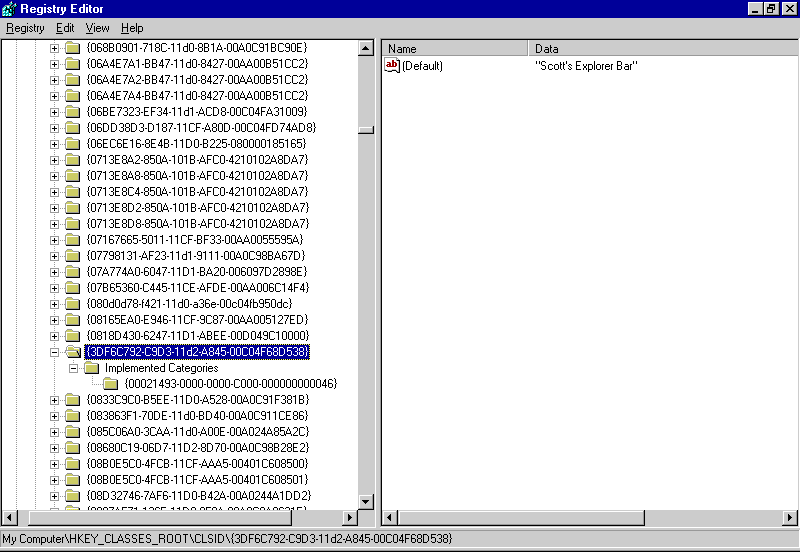 Registry Editor
Registry Edit View Help
{068B0901-718C-11d0-8B1A-00A0C91BC90E}
{06A4E7A1-BB47-11d0-8427-00AA00B51CC2}
{06A4E7A2-BB47-11d0-8427-00AA00B51CC2}
{06A4E7A4-BB47-11d0-8427-00AA00B51CC2}
{06BE7323-EF34-11d1-ACD8-00C04FA31009}
{06DD38D3-D187-11CF-A80D-00C04FD74AD8}
{06EC6E16-8E4B-11D0-B225-080000185165}
{0713E8A2-850A-101B-AFC0-4210102A8DA7}
{0713E8A8-850A-101B-AFC0-4210102A8DA7}
{0713E8C4-850A-101B-AFC0-4210102A8DA7}
{0713E8D2-850A-101B-AFC0-4210102A8DA7}
{0713E8D8-850A-101B-AFC0-4210102A8DA7}
{07167665-5011-11CF-BF33-00AA0055595A}
{07798131-AF23-11d1-9111-00A0C98BA67D}
{07A774A0-6047-11D1-BA20-006097D2898E}
{07B65360-C445-11CE-AFDE-00AA006C14F4}
{080d0d78-f421-11d0-a36e-00c04fb950dc}
{08165EA0-E946-11CF-9C87-00AA005127ED}
{0818D430-6247-11D1-ABEE-00D049C10000}
{3DF6C792-C9D3-11d2-A845-00C04F68D538}
Implemented Categories
{00021493-0000-0000-C000-000000000046}
{0833C9C0-B5EE-11D0-A528-00A0C91F381B}
{083863F1-70DE-11d0-BD40-00A0C911CE86}
{085C06A0-3CAA-11d0-A00E-00A024A85A2C}
{08680C19-06D7-11D2-8D70-00A0C98B28E2}
{08B0E5C0-4FCB-11CF-AAA5-00401C608500}
{08B0E5C0-4FCB-11CF-AAA5-00401C608501}
{08D32746-7AF6-11D0-B42A-00A0244A1DD2}
Name Data
ab (Default) "Scott's Explorer Bar"
My Computer\HKEY_CLASSES_ROOT\CLSID\{3DF6C792-C9D3-11d2-A845-00C04F68D538}